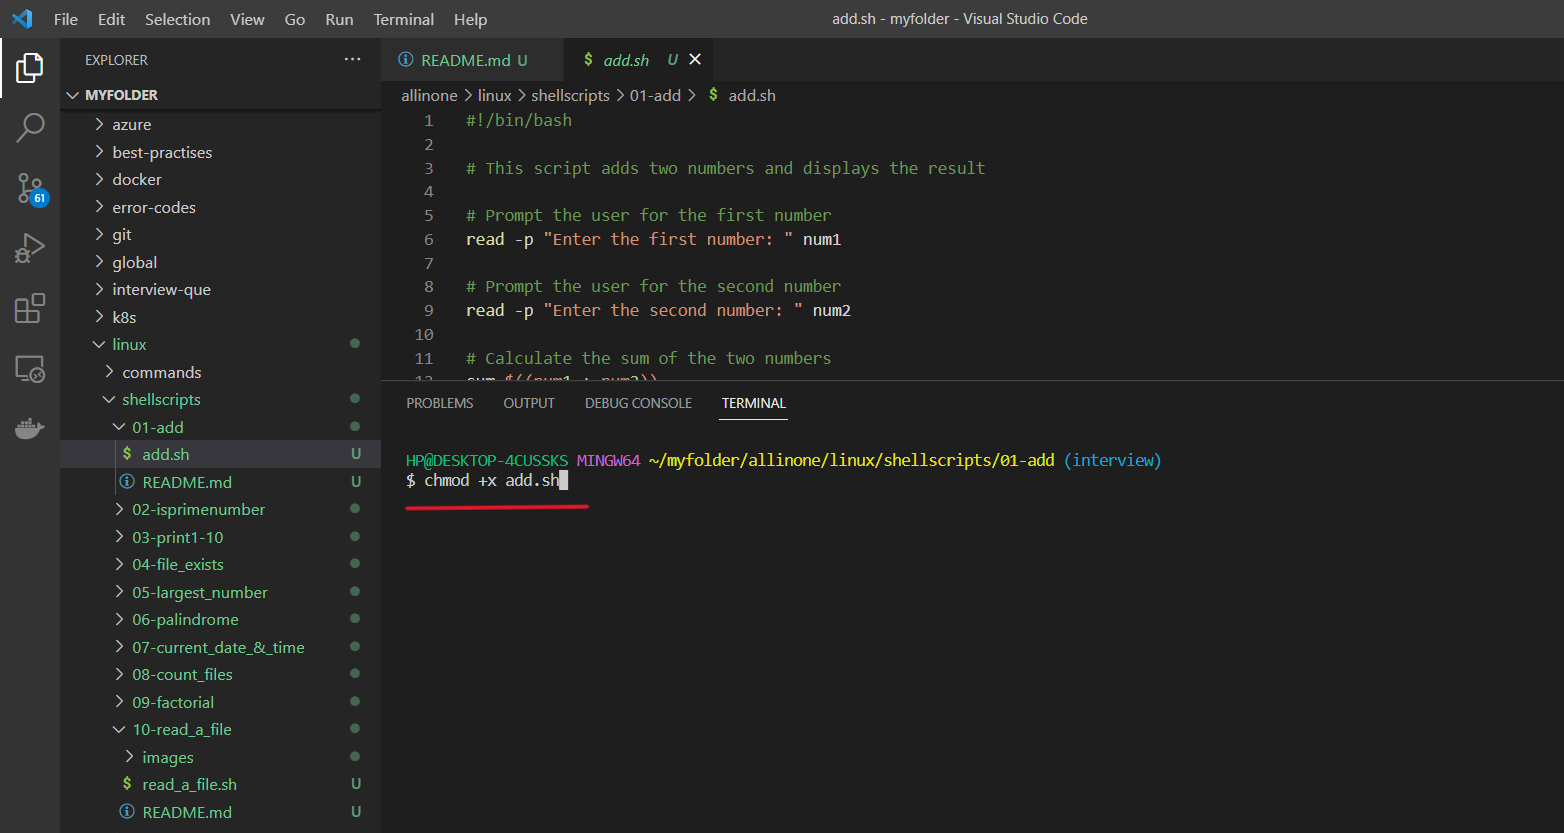 File Edit Selection View Go Run Terminal Help
add.sh - myfolder - Visual Studio Code
EXPLORER
MYFOLDER
azure
best-practises
docker
error-codes
git
global
interview-que
k8s
linux
commands
shellscripts
01-add
$ add.sh U
README.md U
02-isprimenumber
03-print1-10
04-file_exists
05-largest_number
06-palindrome
07-current_date_&_time
08-count_files
09-factorial
10-read_a_file
images
$ read_a_file.sh U
README.md U
61
README.md U
$ add.sh U
allinone > linux > shellscripts > 01-add > $ add.sh
1 #!/bin/bash
2
3 # This script adds two numbers and displays the result
4
5 # Prompt the user for the first number
6 read -p "Enter the first number: " num1
7
8 # Prompt the user for the second number
9 read -p "Enter the second number: " num2
10
11 # Calculate the sum of the two numbers
12 sum=$((num1 + num2))
PROBLEMS OUTPUT DEBUG CONSOLE TERMINAL
HP@DESKTOP-4CUSSKS MINGW64 ~/myfolder/allinone/linux/shellscripts/01-add (interview)
$ chmod +x add.sh